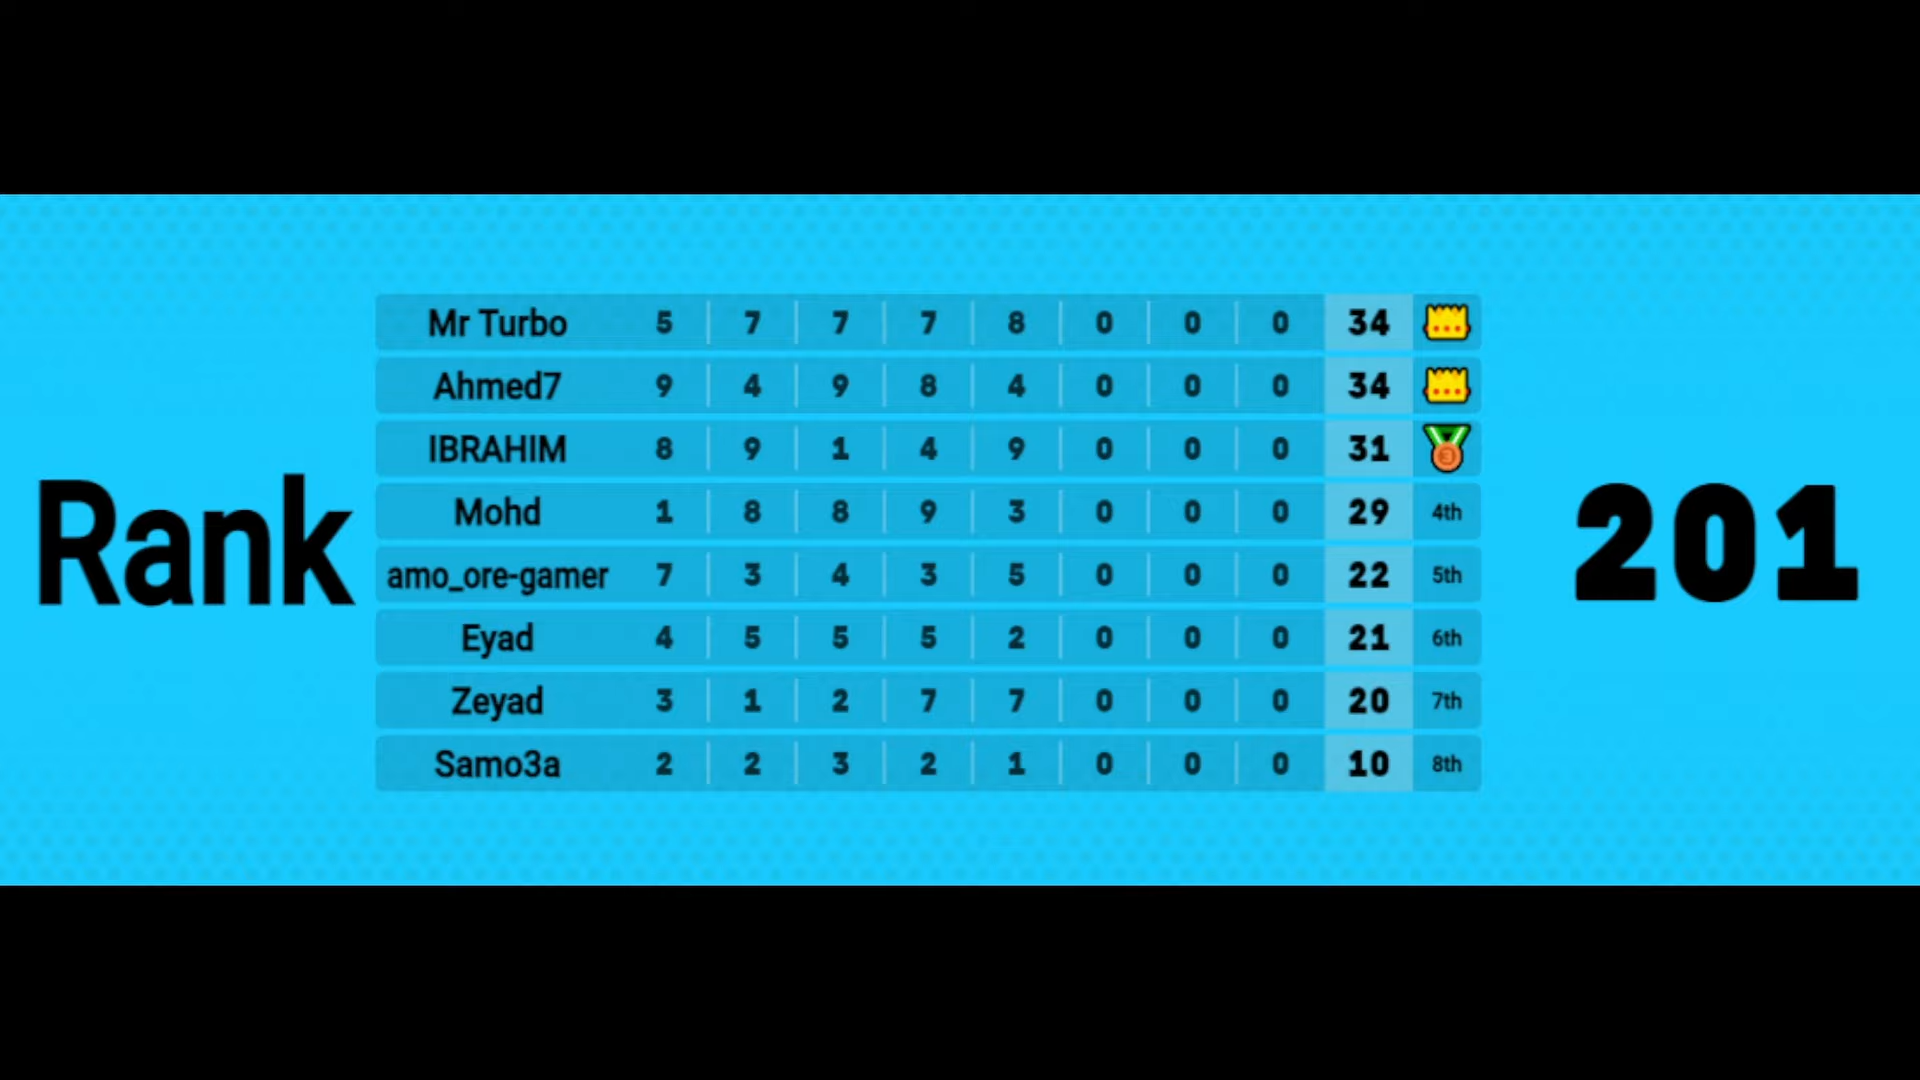 Mr Turbo 5 7 7 7 8 0 0 0 34
Ahmed7 9 4 9 8 4 0 0 0 34
IBRAHIM 8 9 1 4 9 0 0 0 31 3
Mohd 1 8 8 9 3 0 0 0 29 4th
Rank
amo_ore-gamer 7 3 4 3 5 0 0 0 22 5th
201
Eyad 4 5 5 5 2 0 0 0 21 6th
Zeyad 3 1 2 7 7 0 0 0 20 7th
Samo3a 2 2 3 2 1 0 0 0 10 8th